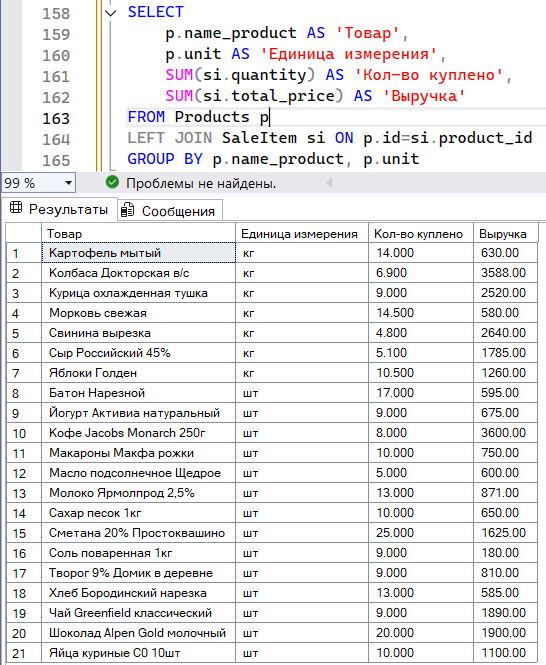 158 SELECT
159 p.name_product AS 'Товар',
160 p.unit AS 'Единица измерения',
161 SUM(si.quantity) AS 'Кол-во куплено',
162 SUM(si.total_price) AS 'Выручка'
163 FROM Products p
164 LEFT JOIN SaleItem si ON p.id=si.product_id
165 GROUP BY p.name_product, p.unit
99 % Проблемы не найдены.
Результаты Сообщения
Товар Единица измерения Кол-во куплено Выручка
1 Картофель мытый кг 14.000 630.00
2 Колбаса Докторская в/с кг 6.900 3588.00
3 Курица охлажденная тушка кг 9.000 2520.00
4 Морковь свежая кг 14.500 580.00
5 Свинина вырезка кг 4.800 2640.00
6 Сыр Российский 45% кг 5.100 1785.00
7 Яблоки Голден кг 10.500 1260.00
8 Батон Нарезной шт 17.000 595.00
9 Йогурт Активиа натуральный шт 9.000 675.00
10 Кофе Jacobs Monarch 250г шт 8.000 3600.00
11 Макароны Макфа рожки шт 10.000 750.00
12 Масло подсолнечное Щедрое шт 5.000 600.00
13 Молоко Ярмолпрод 2,5% шт 13.000 871.00
14 Сахар песок 1кг шт 10.000 650.00
15 Сметана 20% Простоквашино шт 25.000 1625.00
16 Соль поваренная 1кг шт 9.000 180.00
17 Творог 9% Домик в деревне шт 9.000 810.00
18 Хлеб Бородинский нарезка шт 13.000 585.00
19 Чай Greenfield классический шт 9.000 1890.00
20 Шоколад Alpen Gold молочный шт 20.000 1900.00
21 Яйца куриные С0 10шт шт 10.000 1100.00